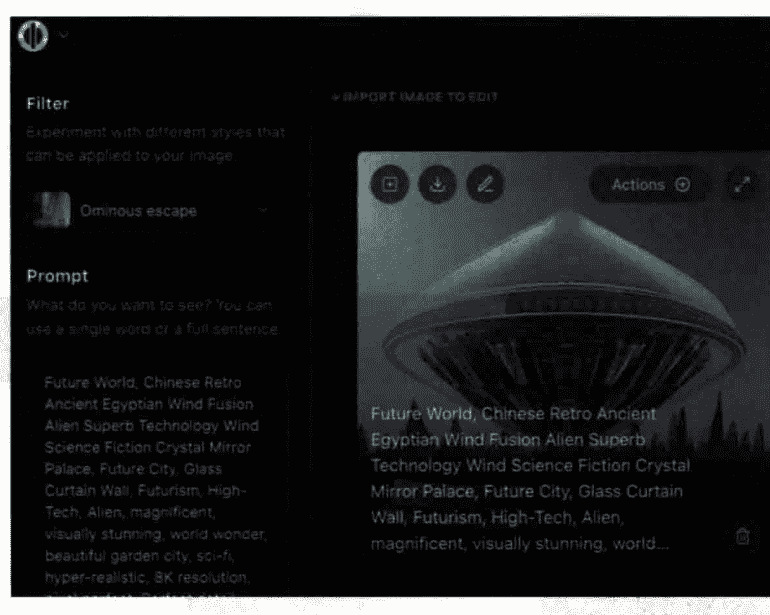 Filter
Experiment with different styles that
can be applied to your image.
Ominous escape
Prompt
What do you want to see? You can
use a single word or a full sentence.
Future World, Chinese Retro
Ancient Egyptian Wind Fusion
Alien Superb Technology Wind
Science Fiction Crystal Mirror
Palace, Future City, Glass
Curtain Wall, Futurism, High-
Tech, Alien, magnificent,
visually stunning, world wonder,
beautiful garden city, sci-fi,
hyper-realistic, 8K resolution,
+ IMPORT IMAGE TO EDIT
Actions
Future World, Chinese Retro Ancient
Egyptian Wind Fusion Alien Superb
Technology Wind Science Fiction Crystal
Mirror Palace, Future City, Glass Curtain
Wall, Futurism, High-Tech, Alien,
magnificent, visually stunning, world...